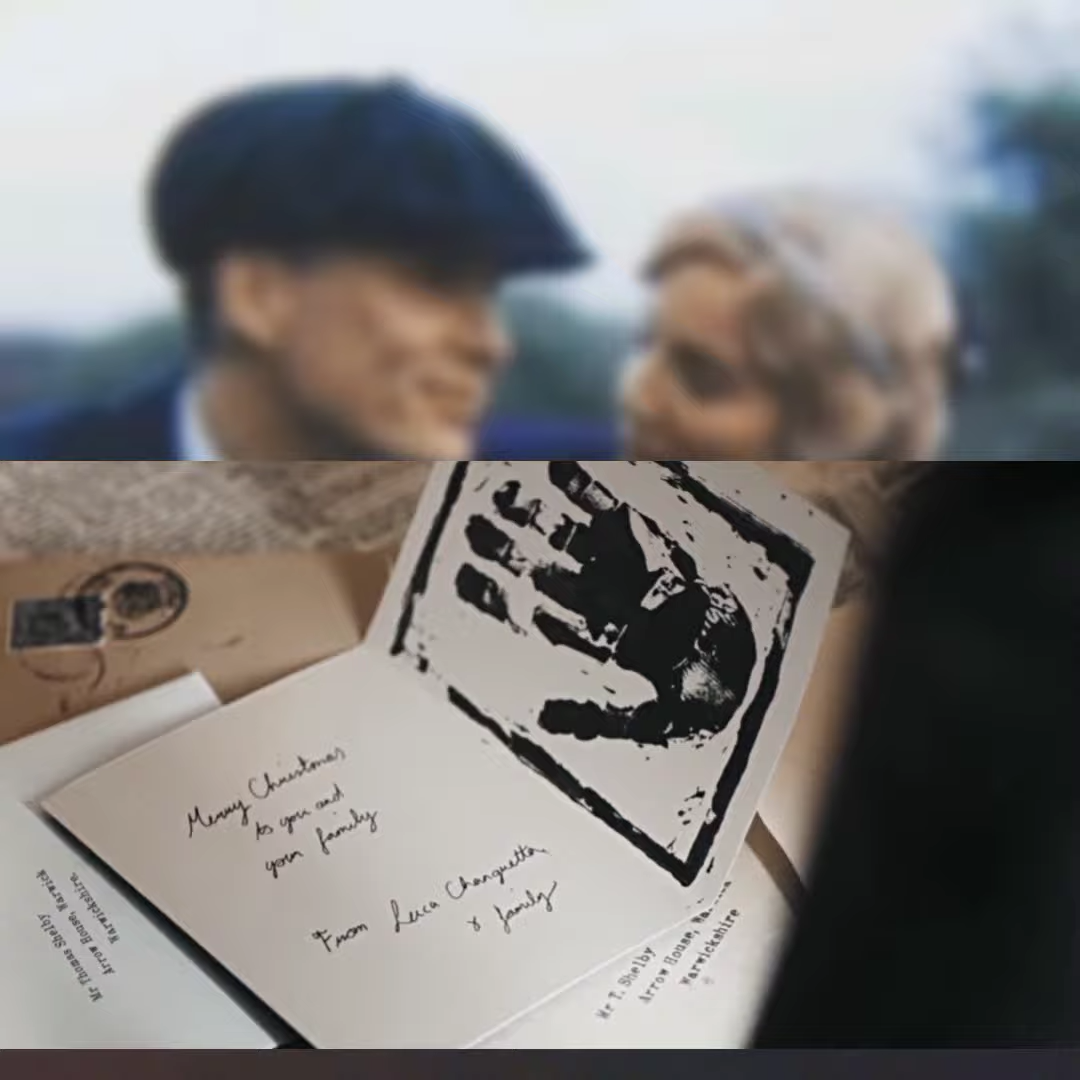 Merry Christmas
to you and
your family
From Luca Changretta
& family
Mr Thomas Shelby
Arrow House, Warwick
Warwickshire.
Mr T. Shelby
Arrow House,
Warwickshire